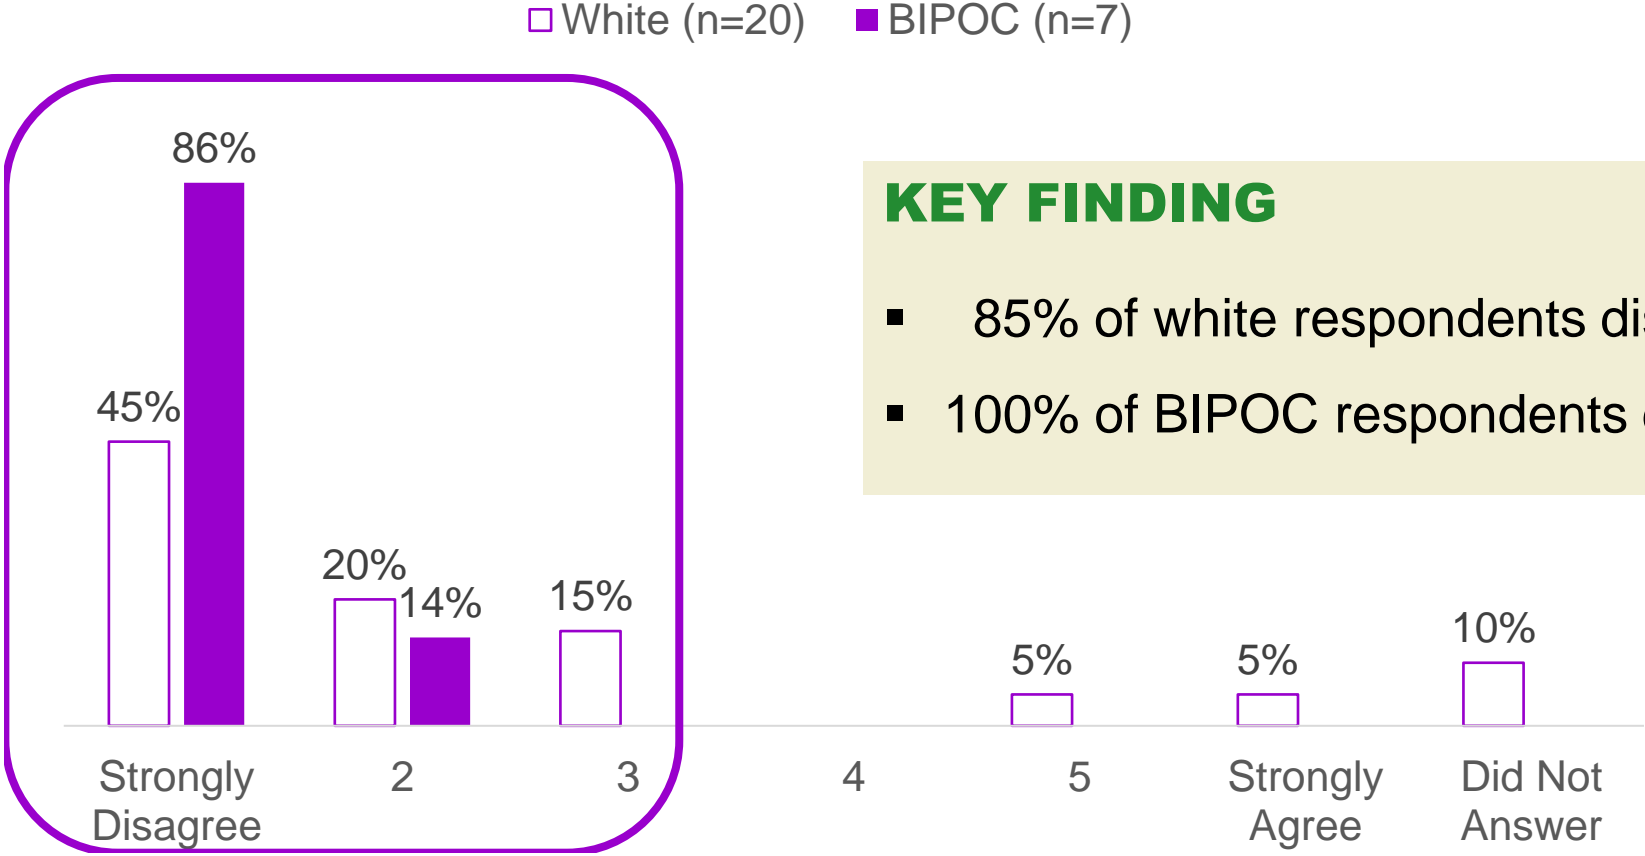 White (n=20) BIPOC (n=7)
86%
45%
20%
14%
15%
5%
5%
10%
KEY FINDING
▪ 85% of white respondents
▪ 100% of BIPOC respondents
Strongly Disagree
2
3
4
5
Strongly Agree
Did Not Answer